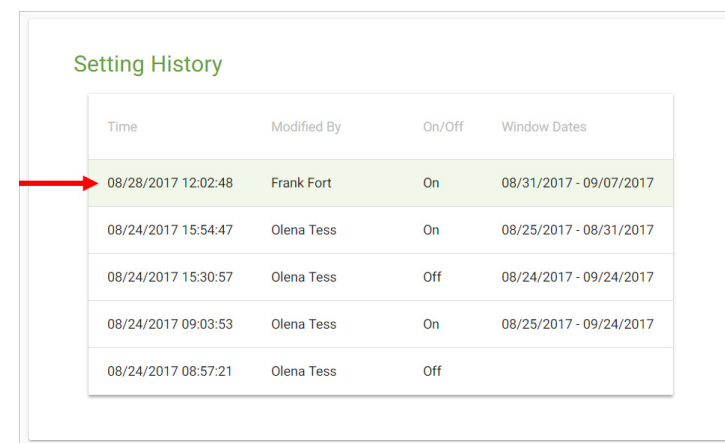 Setting History
Time Modified By On/Off Window Dates
08/28/2017 12:02:48 Frank Fort On 08/31/2017 - 09/07/2017
08/24/2017 15:54:47 Olena Tess On 08/25/2017 - 08/31/2017
08/24/2017 15:30:57 Olena Tess Off 08/24/2017 - 09/24/2017
08/24/2017 09:03:53 Olena Tess On 08/25/2017 - 09/24/2017
08/24/2017 08:57:21 Olena Tess Off